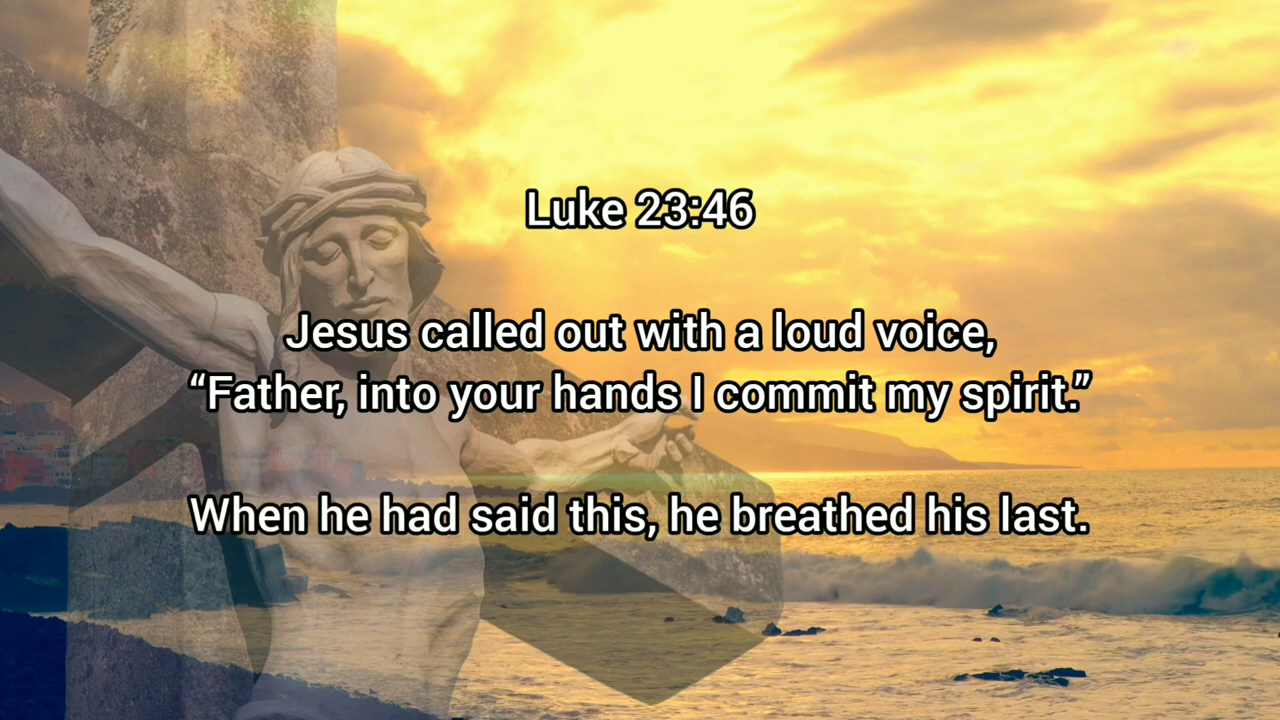 Luke 23:46
Jesus called out with a loud voice,
“Father, into your hands I commit my spirit.”
When he had said this, he breathed his last.